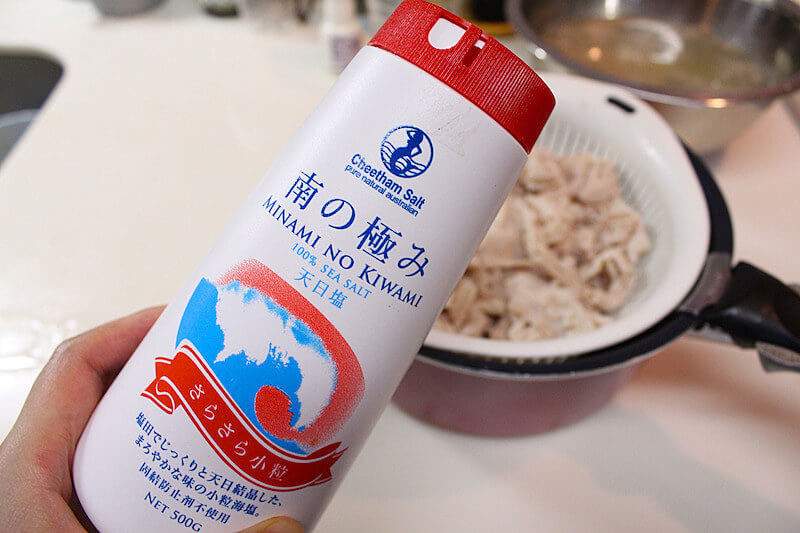 Cheetham Salt
pure natural australian
南の極み
MINAMI NO KIWAMI
100% SEA SALT
天日塩
さらさら小粒
塩田でじっくりと天日結晶した、
まろやかな味の小粒海塩。
固結防止剤不使用
NET 500G